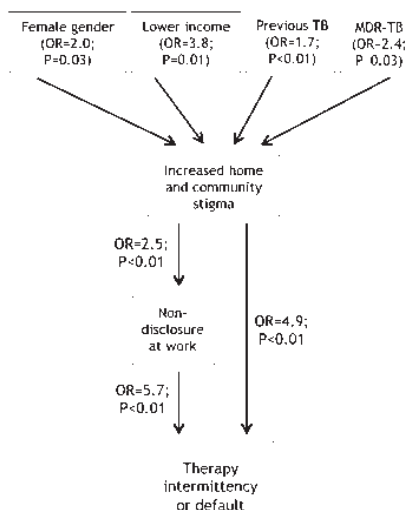 Female gender
(OR=2.0;
P=0.03)
Lower income
(OR=3.8;
P=0.01)
Previous TB
(OR=1.7;
P<0.01)
MDR-TB
(OR=2.4;
P 0.03)
Increased home
and community
stigma
OR=2.5;
P<0.01
Non-
disclosure
at work
OR=4.9;
P<0.01
OR=5.7;
P<0.01
Therapy
intermittency
or default